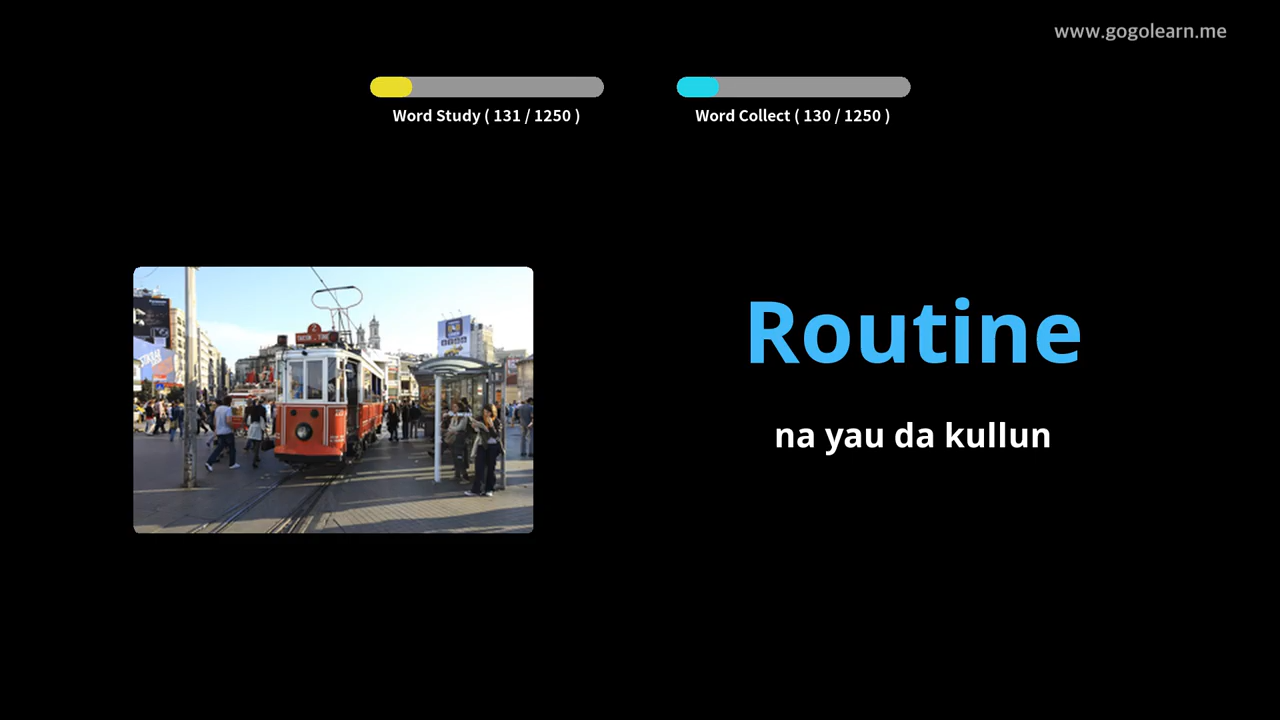 www.gogolearn.me
Word Study ( 131 / 1250 )
Word Collect ( 130 / 1250 )
Routine
na yau da kullun